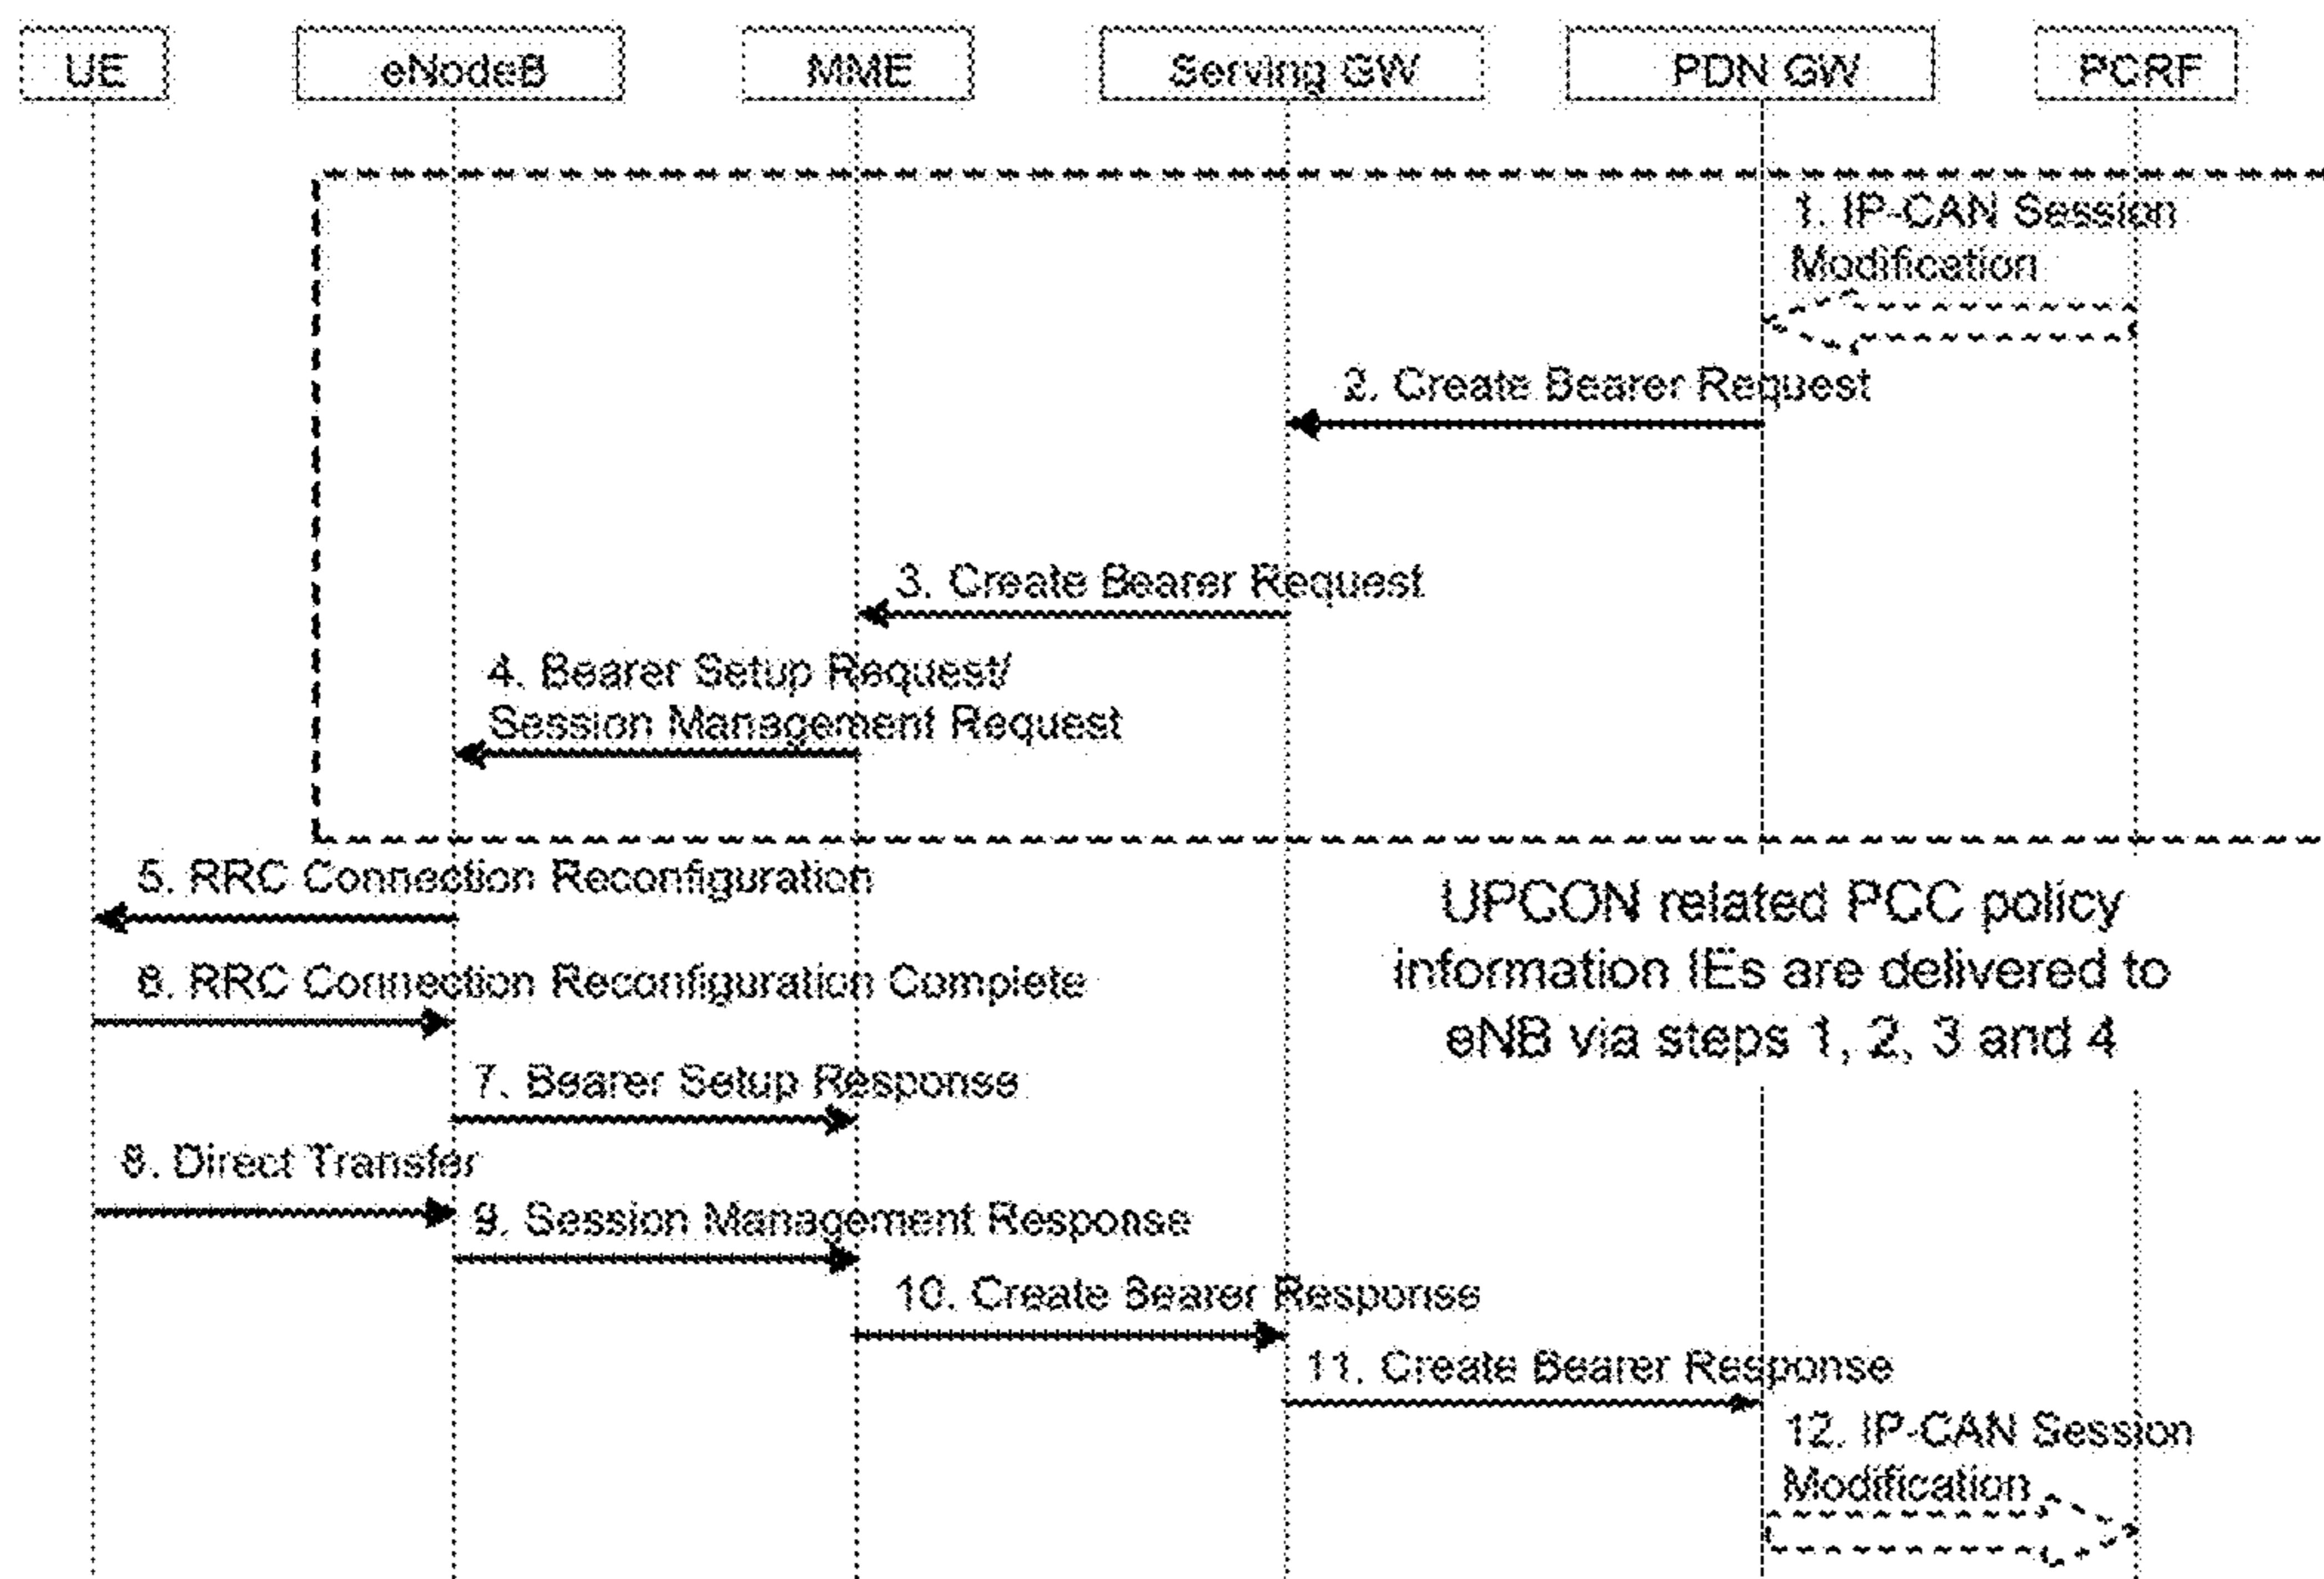 UE
eNodeB
MME
Serving GW
PDN GW
PCRF
1. IP-CAN Session
Modification
2. Create Bearer Request
3. Create Bearer Request
4. Bearer Setup Request/
Session Management Request
5. RRC Connection Reconfiguration
UPCON related PCC policy
information IEs are delivered to
eNB via steps 1, 2, 3 and 4
6. RRC Connection Reconfiguration Complete
7. Bearer Setup Response
8. Direct Transfer
9. Session Management Response
10. Create Bearer Response
11. Create Bearer Response
12. IP-CAN Session
Modification